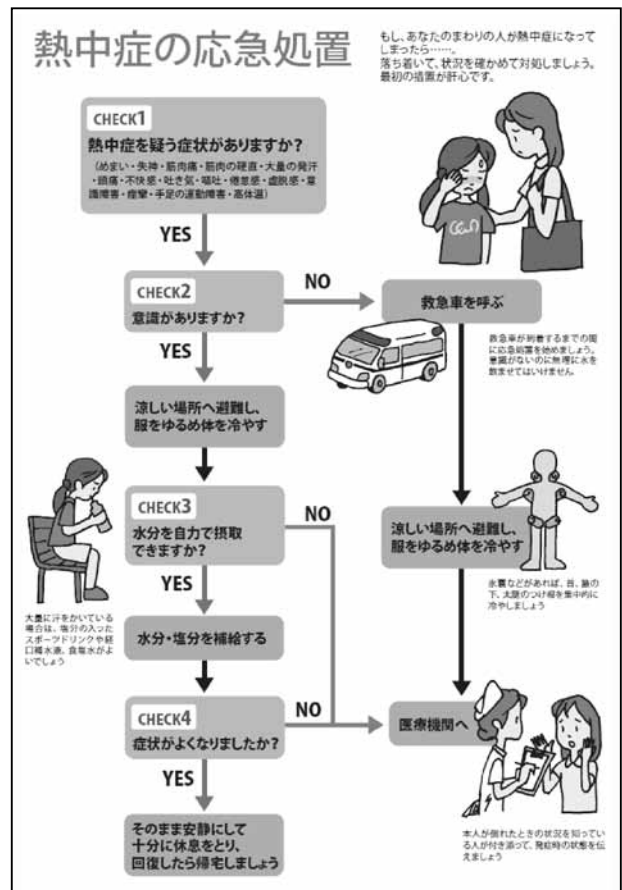 熱中症の応急処置
もし、あなたのまわりの人が熱中症になって
しまったら……。
落ち着いて、状況を確かめて対処しましょう。
最初の措置が肝心です。
CHECK1
熱中症を疑う症状がありますか？
（めまい・失神・筋肉痛・筋肉の硬直・大量の発汗
・頭痛・不快感・吐き気・嘔吐・倦怠感・虚脱感・意
識障害・痙攣・手足の運動障害・高体温）
YES
CHECK2
意識がありますか？
NO
救急車を呼ぶ
救急車が到着するまでの間
に応急処置を始めましょう。
意識がないのに無理に水を
飲ませてはいけません
YES
涼しい場所へ避難し、
服をゆるめ体を冷やす
CHECK3
水分を自力で摂取
できますか？
NO
涼しい場所へ避難し、
服をゆるめ体を冷やす
氷嚢などがあれば、首、腋の
下、太腿のつけ根を集中的に
冷やしましょう
YES
大量に汗をかいている
場合は、塩分の入った
スポーツドリンクや経
口補水液、食塩水がよ
いでしょう
水分・塩分を補給する
CHECK4
症状がよくなりましたか？
NO
医療機関へ
YES
そのまま安静にして
十分に休息をとり、
回復したら帰宅しましょう
本人が倒れたときの状況を知ってい
る人が付き添って、発症時の状態を伝
えましょう